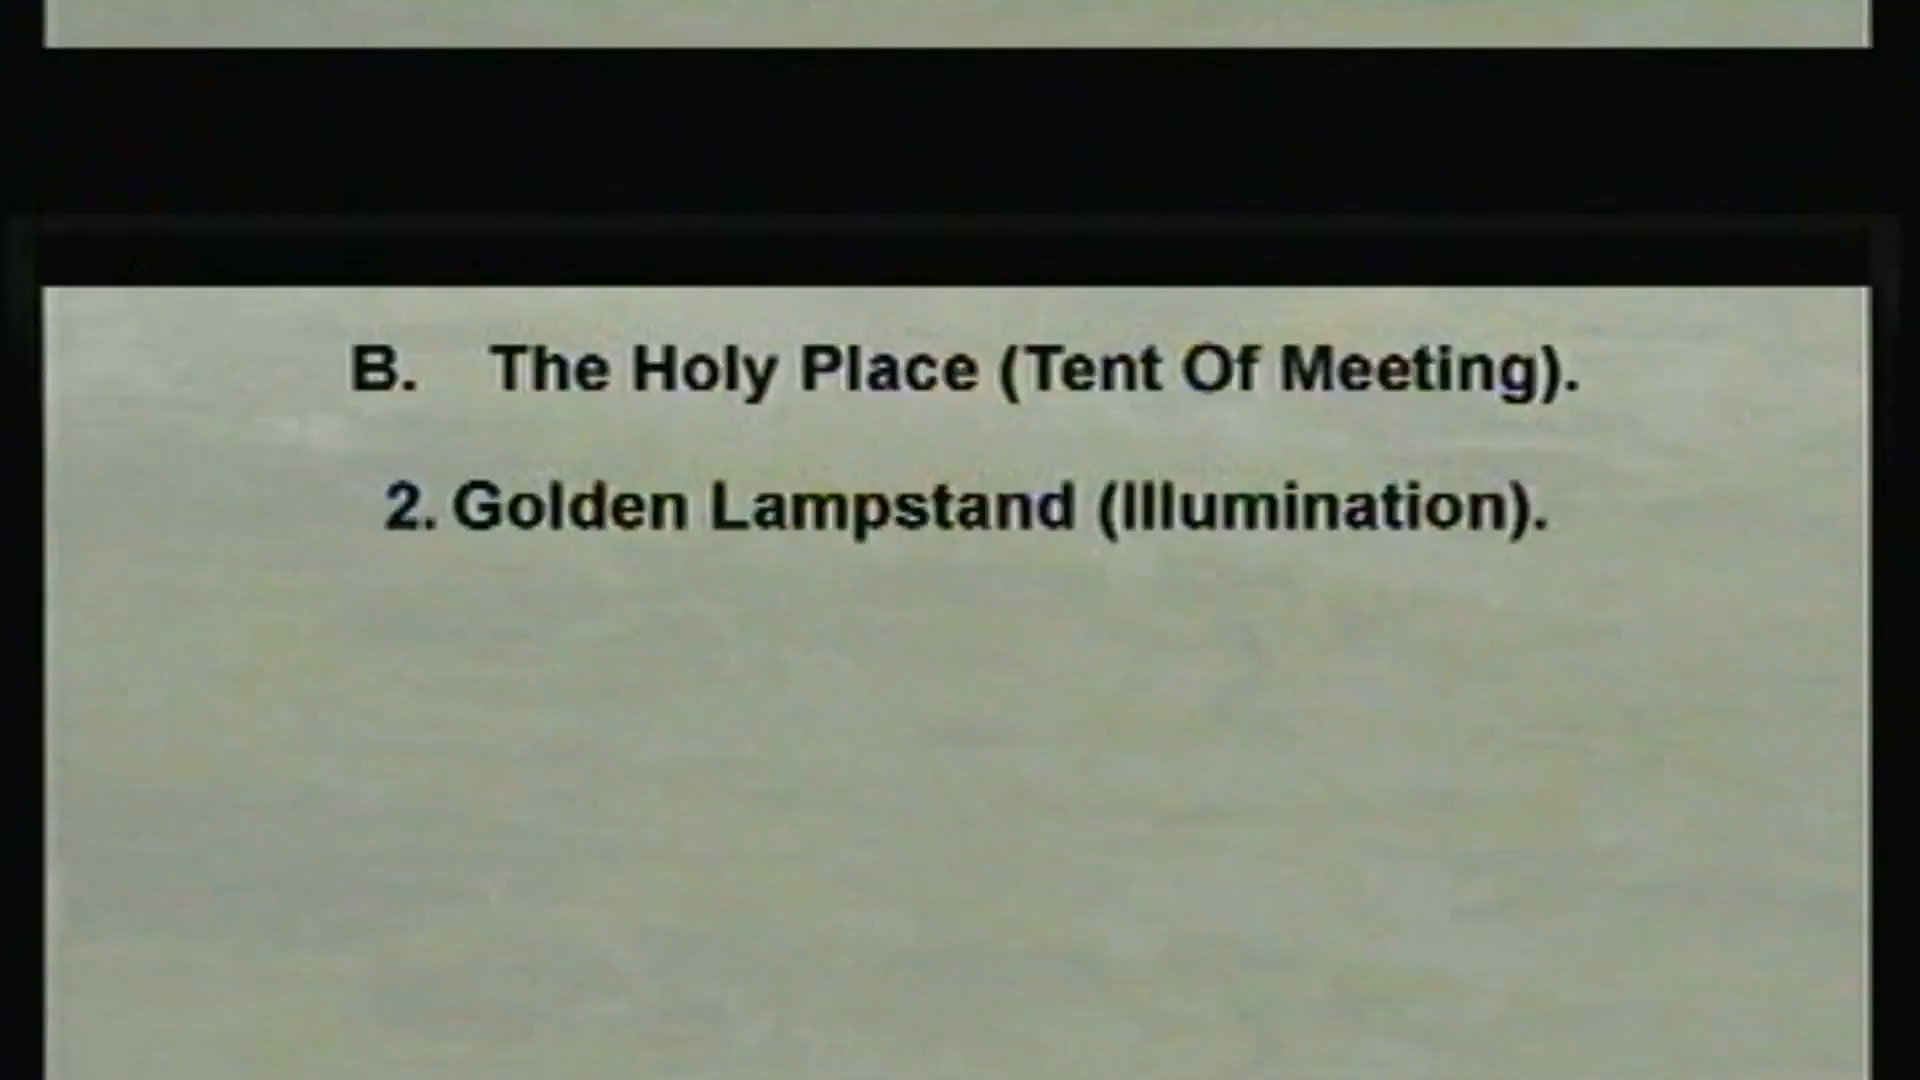 B. The Holy Place (Tent Of Meeting).
2. Golden Lampstand (Illumination).